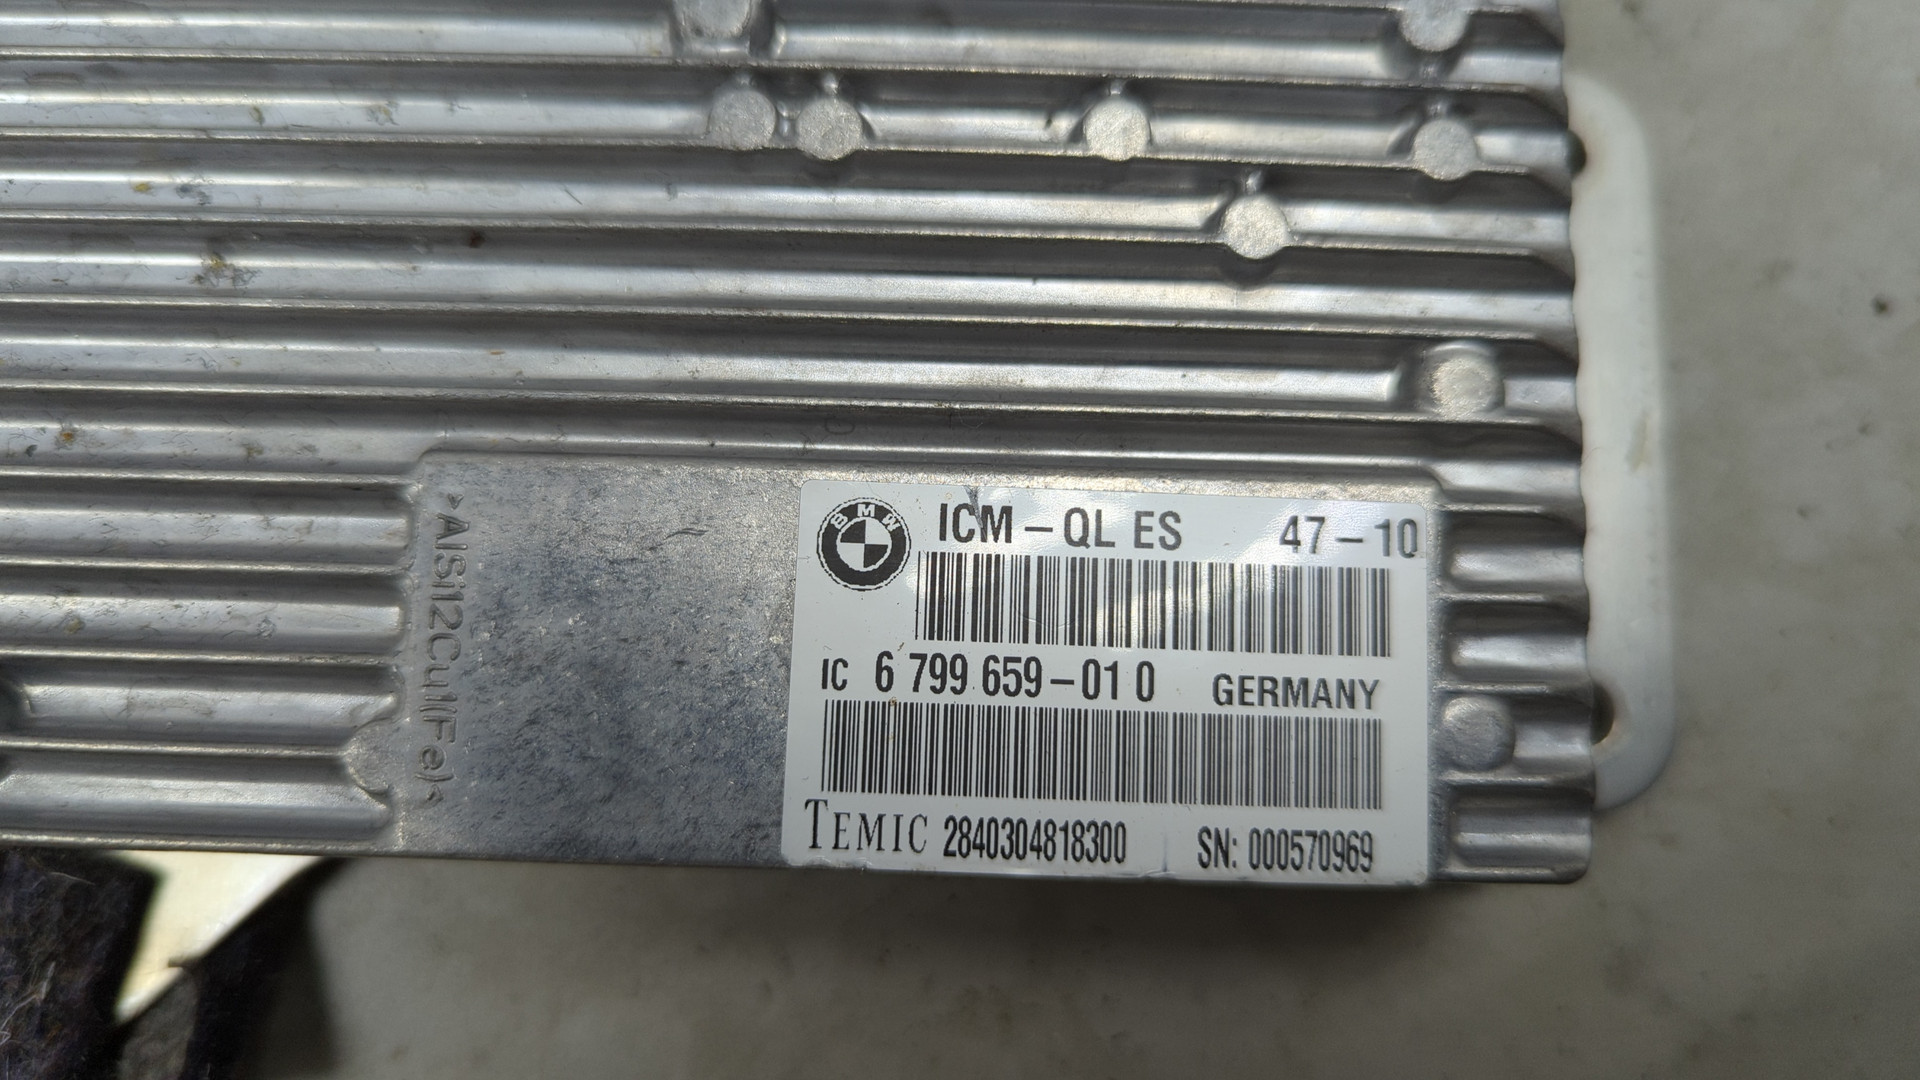 >AlSi12Cu1(Fe)<
BMW
ICM – QL ES 47 – 10
IC 6 799 659 – 01 0 GERMANY
TEMIC 2840304818300 SN: 000570969